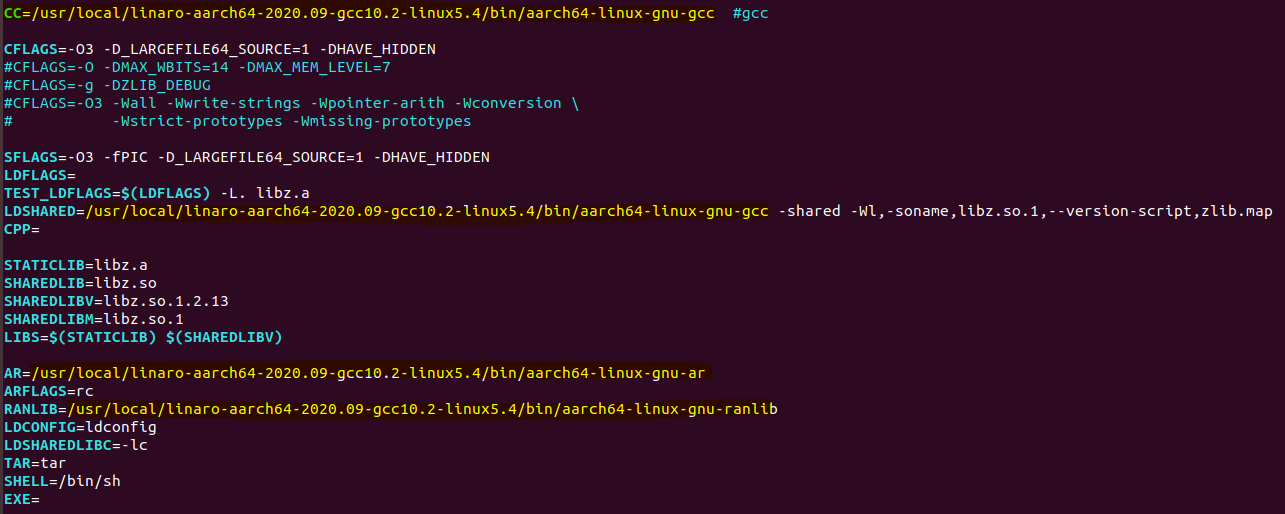 CC=/usr/local/linaro-aarch64-2020.09-gcc10.2-linux5.4/bin/aarch64-linux-gnu-gcc  #gcc
CFLAGS=-O3 -D_LARGEFILE64_SOURCE=1 -DHAVE_HIDDEN
#CFLAGS=-O -DMAX_WBITS=14 -DMAX_MEM_LEVEL=7
#CFLAGS=-g -DZLIB_DEBUG
#CFLAGS=-O3 -Wall -Wwrite-strings -Wpointer-arith -Wconversion \
#           -Wstrict-prototypes -Wmissing-prototypes
SFLAGS=-O3 -fPIC -D_LARGEFILE64_SOURCE=1 -DHAVE_HIDDEN
LDFLAGS=
TEST_LDFLAGS=$(LDFLAGS) -L. libz.a
LDSHARED=/usr/local/linaro-aarch64-2020.09-gcc10.2-linux5.4/bin/aarch64-linux-gnu-gcc -shared -Wl,-soname,libz.so.1,--version-script,zlib.map
CPP=
STATICLIB=libz.a
SHAREDLIB=libz.so
SHAREDLIBV=libz.so.1.2.13
SHAREDLIBM=libz.so.1
LIBS=$(STATICLIB) $(SHAREDLIBV)
AR=/usr/local/linaro-aarch64-2020.09-gcc10.2-linux5.4/bin/aarch64-linux-gnu-ar
ARFLAGS=rc
RANLIB=/usr/local/linaro-aarch64-2020.09-gcc10.2-linux5.4/bin/aarch64-linux-gnu-ranlib
LDCONFIG=ldconfig
LDSHAREDLIBC=-lc
TAR=tar
SHELL=/bin/sh
EXE=